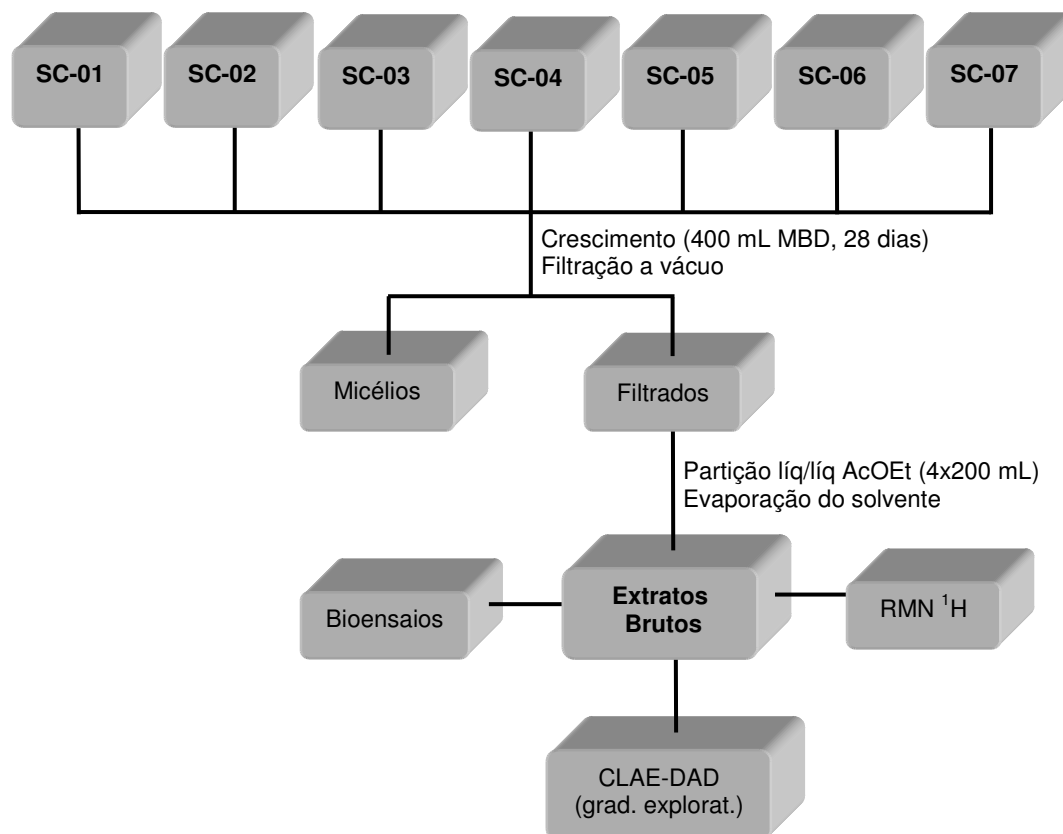 SC-01
SC-02
SC-03
SC-04
SC-05
SC-06
SC-07
Crescimento (400 mL MBD, 28 dias)
Filtração a vácuo
Micélios
Filtrados
Partição líq/líq AcOEt (4x200 mL)
Evaporação do solvente
Bioensaios
Extratos
Brutos
RMN ¹H
CLAE-DAD
(grad. explorat.)